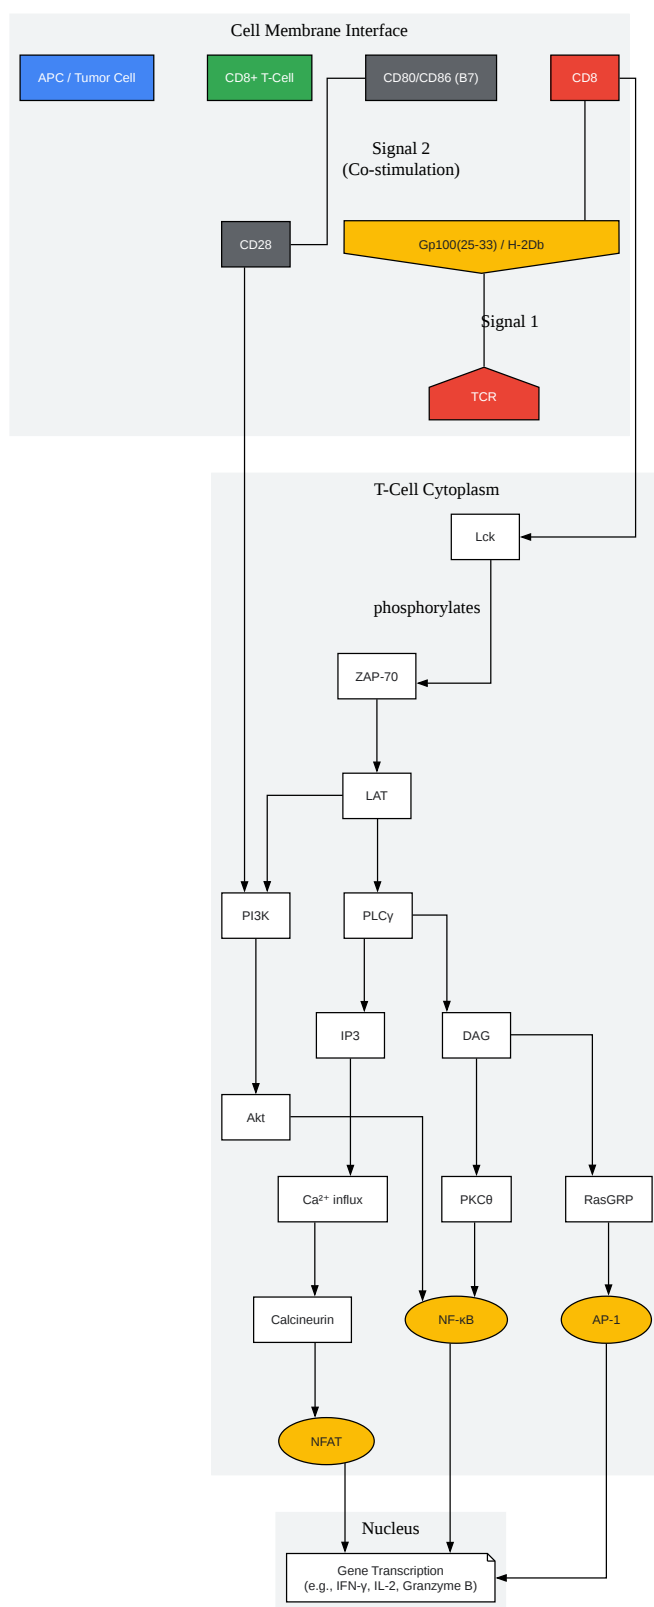 Cell Membrane Interface
APC / Tumor Cell
CD8+ T-Cell
CD80/CD86 (B7)
CD8
Signal 2
(Co-stimulation)
CD28
Gp100(25-33) / H-2Db
Signal 1
TCR
T-Cell Cytoplasm
Lck
phosphorylates
ZAP-70
LAT
PI3K
PLCγ
IP3
DAG
Akt
Ca²⁺ influx
PKCθ
RasGRP
Calcineurin
NF-κB
AP-1
NFAT
Nucleus
Gene Transcription
(e.g., IFN-γ, IL-2, Granzyme B)